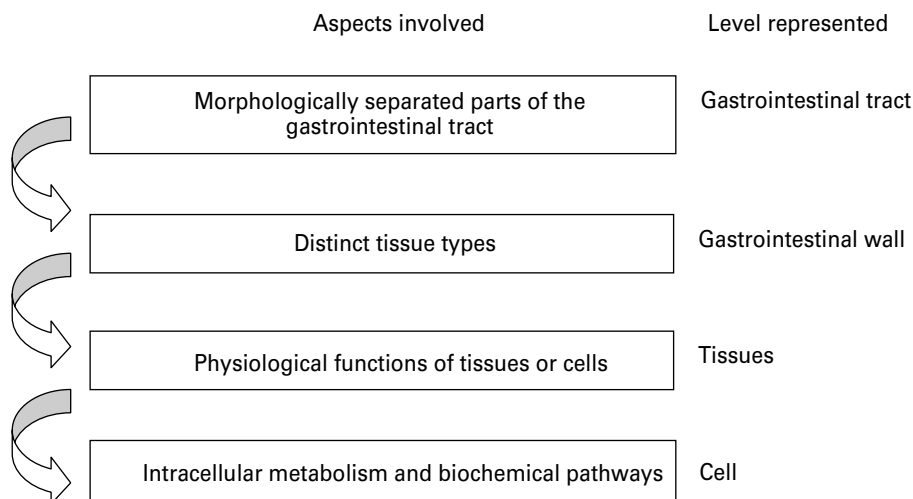 Aspects involved
Level represented
Morphologically separated parts of the
gastrointestinal tract
Gastrointestinal tract
Distinct tissue types
Gastrointestinal wall
Physiological functions of tissues or cells
Tissues
Intracellular metabolism and biochemical pathways
Cell